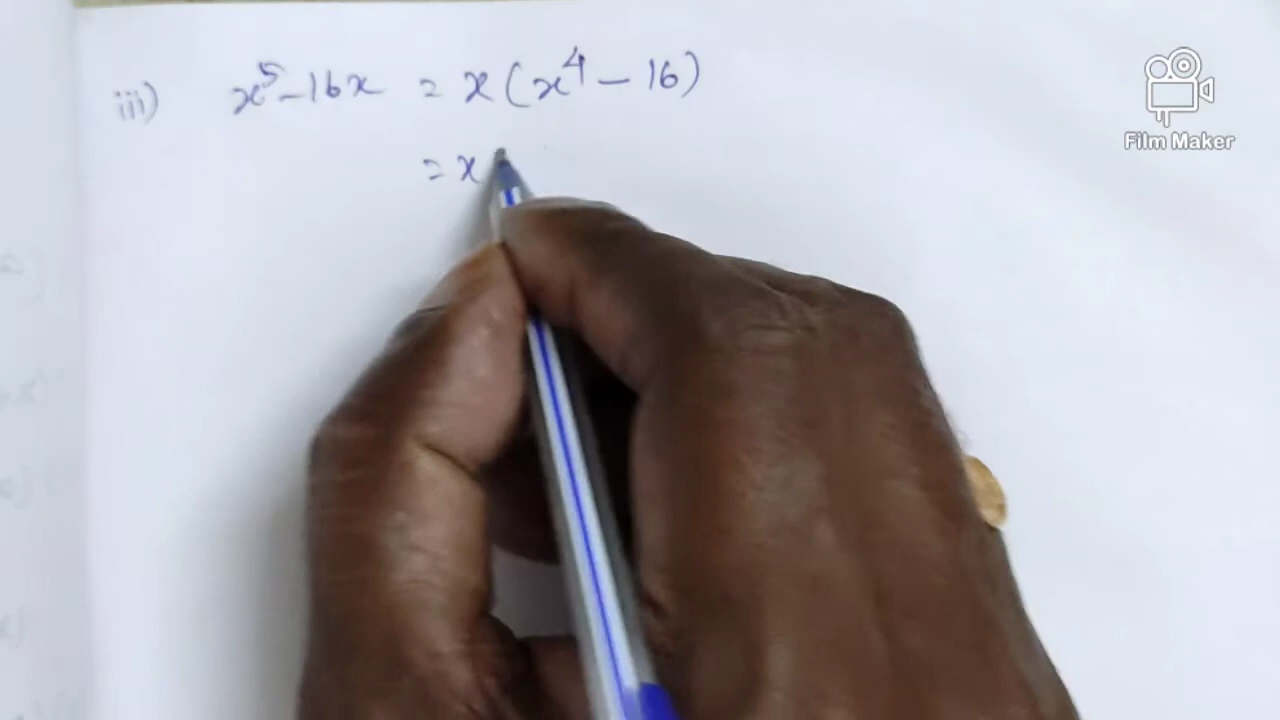 iii) x⁵-16x = x(x⁴-16)
= x
Film Maker